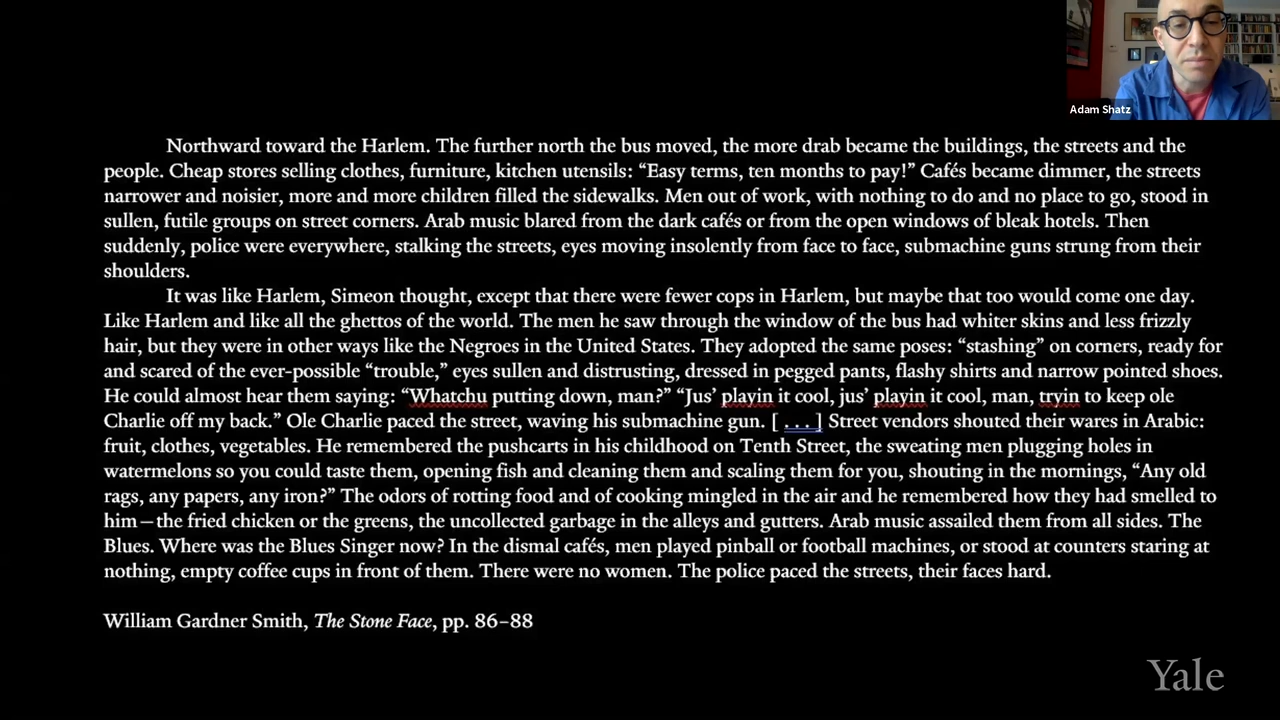 Adam Shatz
Northward toward the Harlem. The further north the bus moved, the more drab became the buildings, the streets and the
people. Cheap stores selling clothes, furniture, kitchen utensils: “Easy terms, ten months to pay!” Cafés became dimmer, the streets
narrower and noisier, more and more children filled the sidewalks. Men out of work, with nothing to do and no place to go, stood in
sullen, futile groups on street corners. Arab music blared from the dark cafés or from the open windows of bleak hotels. Then
suddenly, police were everywhere, stalking the streets, eyes moving insolently from face to face, submachine guns strung from their
shoulders.
It was like Harlem, Simeon thought, except that there were fewer cops in Harlem, but maybe that too would come one day.
Like Harlem and like all the ghettos of the world. The men he saw through the window of the bus had whiter skins and less frizzly
hair, but they were in other ways like the Negroes in the United States. They adopted the same poses: “stashing” on corners, ready for
and scared of the ever-possible “trouble,” eyes sullen and distrusting, dressed in pegged pants, flashy shirts and narrow pointed shoes.
He could almost hear them saying: “Whatchu putting down, man?” “Jus’ playin it cool, jus’ playin it cool, man, tryin to keep ole
Charlie off my back.” Ole Charlie paced the street, waving his submachine gun. [ . . . ] Street vendors shouted their wares in Arabic:
fruit, clothes, vegetables. He remembered the pushcarts in his childhood on Tenth Street, the sweating men plugging holes in
watermelons so you could taste them, opening fish and cleaning them and scaling them for you, shouting in the mornings, “Any old
rags, any papers, any iron?” The odors of rotting food and of cooking mingled in the air and he remembered how they had smelled to
him—the fried chicken or the greens, the uncollected garbage in the alleys and gutters. Arab music assailed them from all sides. The
Blues. Where was the Blues Singer now? In the dismal cafés, men played pinball or football machines, or stood at counters staring at
nothing, empty coffee cups in front of them. There were no women. The police paced the streets, their faces hard.
William Gardner Smith, The Stone Face, pp. 86–88
Yale